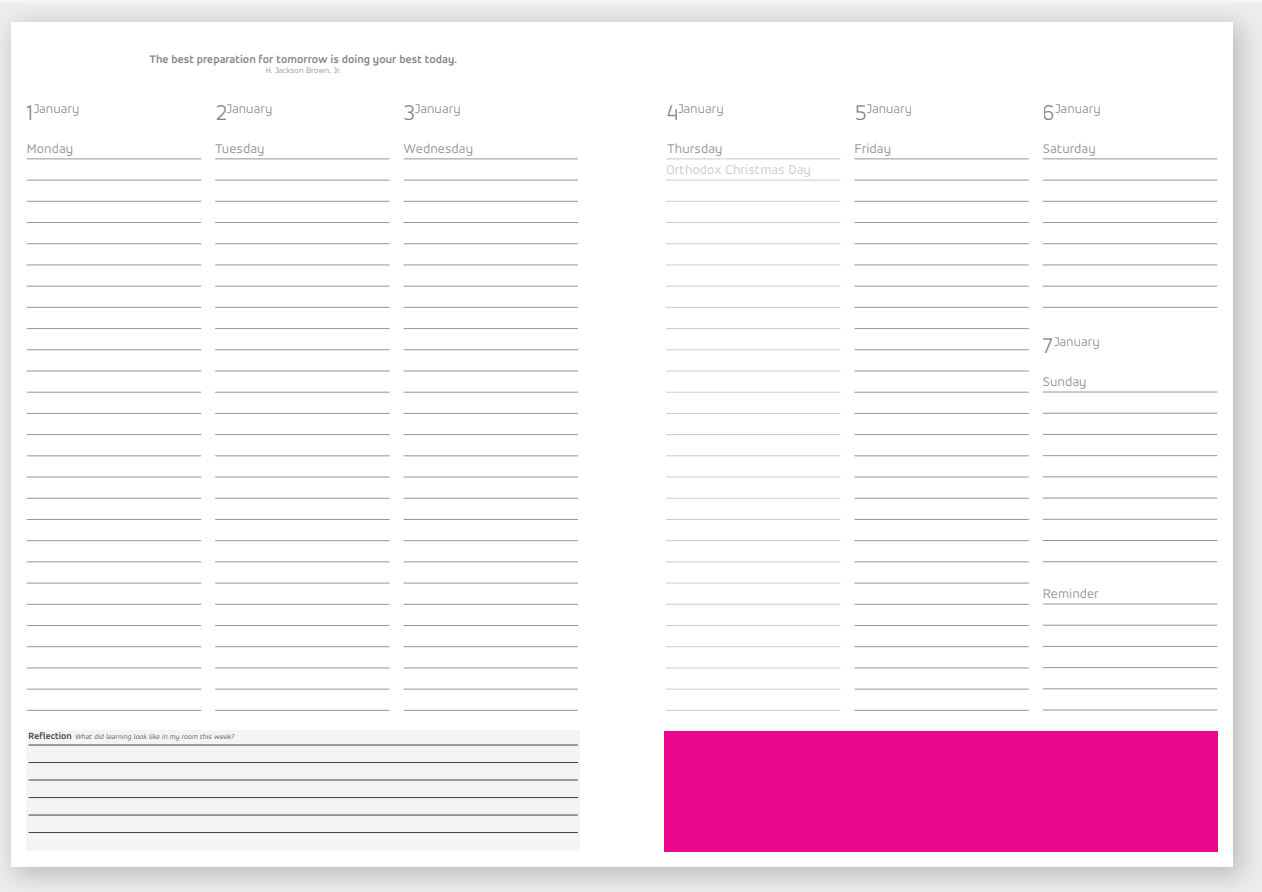 The best preparation for tomorrow is doing your best today.
H. Jackson Brown, Jr.
1 January
Monday
2 January
Tuesday
3 January
Wednesday
4 January
Thursday
Orthodox Christmas Day
5 January
Friday
6 January
Saturday
7 January
Sunday
Reminder
Reflection What did learning look like in my room this week?